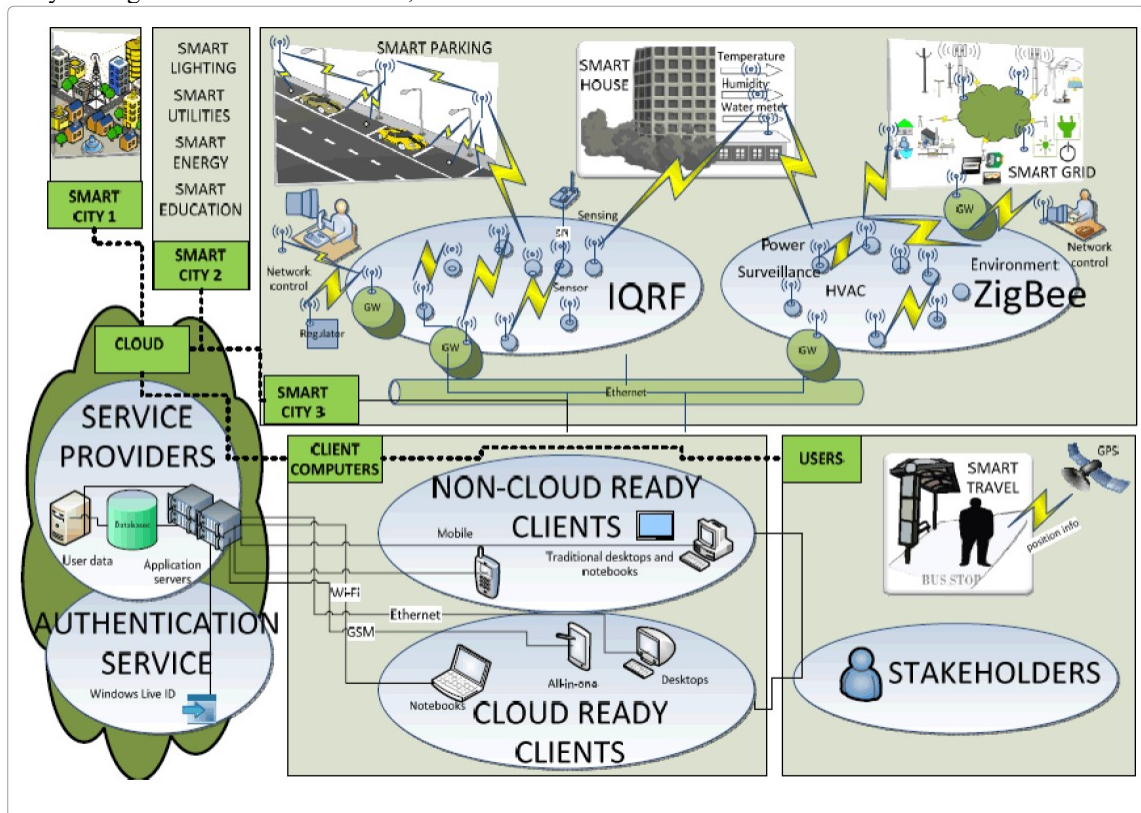 SMART
LIGHTING
SMART
UTILITIES
SMART
ENERGY
SMART
EDUCATION
SMART
CITY 1
SMART
CITY 2
SMART PARKING
SMART
HOUSE
Temperature
Humidity
Water meter
SMART GRID
GW
Sensing
SN
Network
control
Sensor
IQRF
GW
Regulator
GW
Power
Surveillance
HVAC
Environment
ZigBee
Network
control
GW
Ethernet
CLOUD
SMART
CITY 3
SERVICE
PROVIDERS
Database
User data
Application
servers
AUTHENTICATION
SERVICE
Windows Live ID
CLIENT
COMPUTERS
NON-CLOUD READY
CLIENTS
Mobile
Traditional desktops and
notebooks
Wi-Fi
Ethernet
GSM
All-in-one
Desktops
Notebooks
CLOUD READY
CLIENTS
USERS
SMART
TRAVEL
GPS
position info
BUS STOP
STAKEHOLDERS